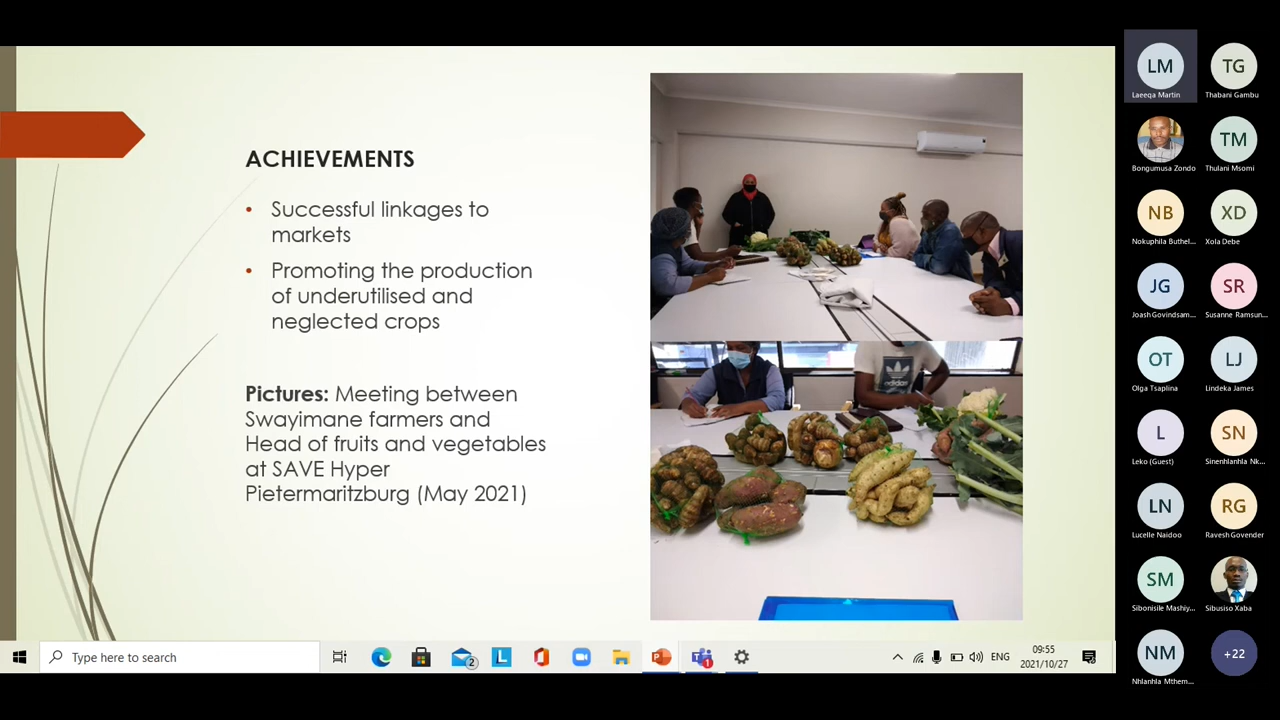 ACHIEVEMENTS
• Successful linkages to
markets
• Promoting the production
of underutilised and
neglected crops
Pictures: Meeting between
Swayimane farmers and
Head of fruits and vegetables
at SAVE Hyper
Pietermaritzburg (May 2021)
adidas
LM
Laeeqa Martin
TG
Thabani Gambu
Bongumusa Zondo
TM
Thulani Msomi
NB
Nokuphila Buthel...
XD
Xola Debe
JG
Joash Govindsam...
SR
Susanne Ramsun...
OT
Olga Tsaplina
LJ
Lindeka James
L
Leko (Guest)
SN
Sinenhlanhla Nk...
LN
Lucelle Naidoo
RG
Ravesh Govender
SM
Sibonisile Mashiy...
Sibusiso Xaba
NM
Nhlanhla Mthem...
+22
Type here to search
2
L
1
ENG
09:55
2021/10/27